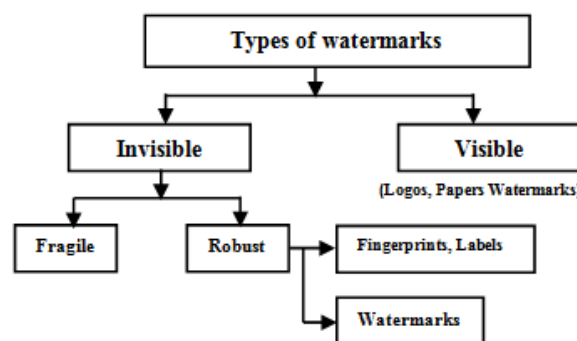 Types of watermarks
Invisible
Visible
(Logos, Papers Watermarks)
Fragile
Robust
Fingerprints, Labels
Watermarks